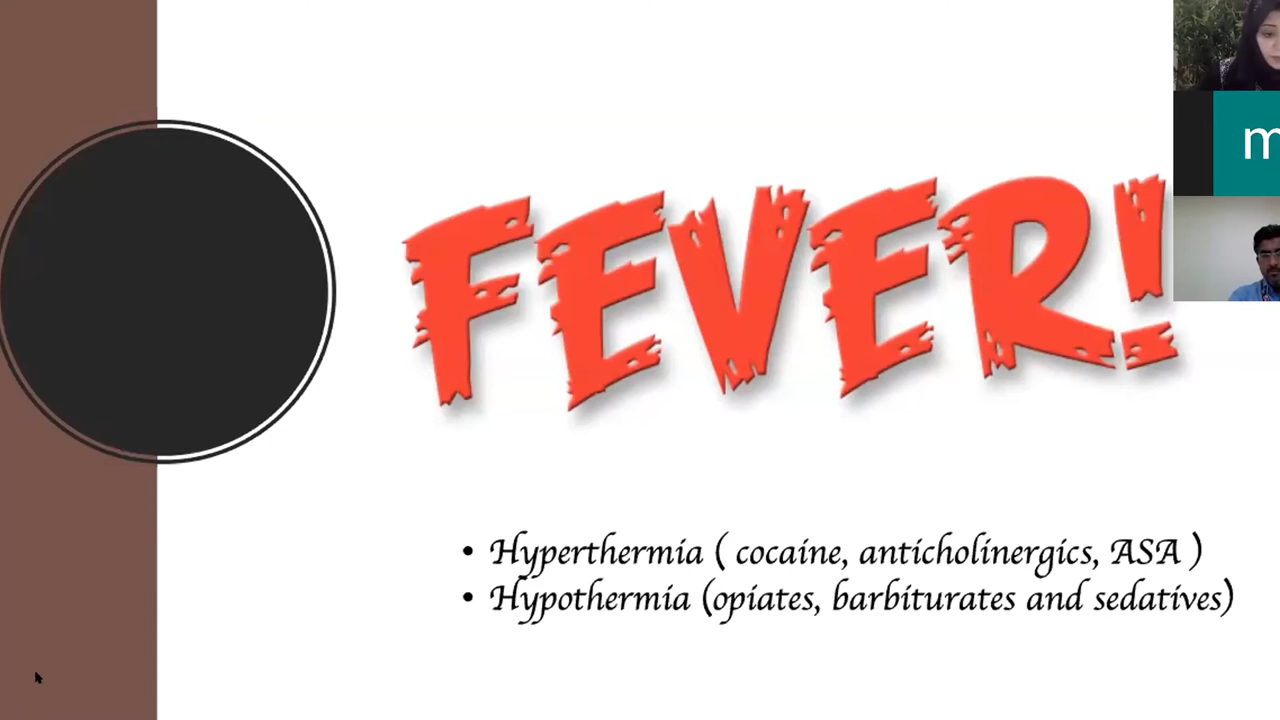 FEVER!
m
• Hyperthermia ( cocaine, anticholinergics, ASA )
• Hypothermia (opiates, barbiturates and sedatives)